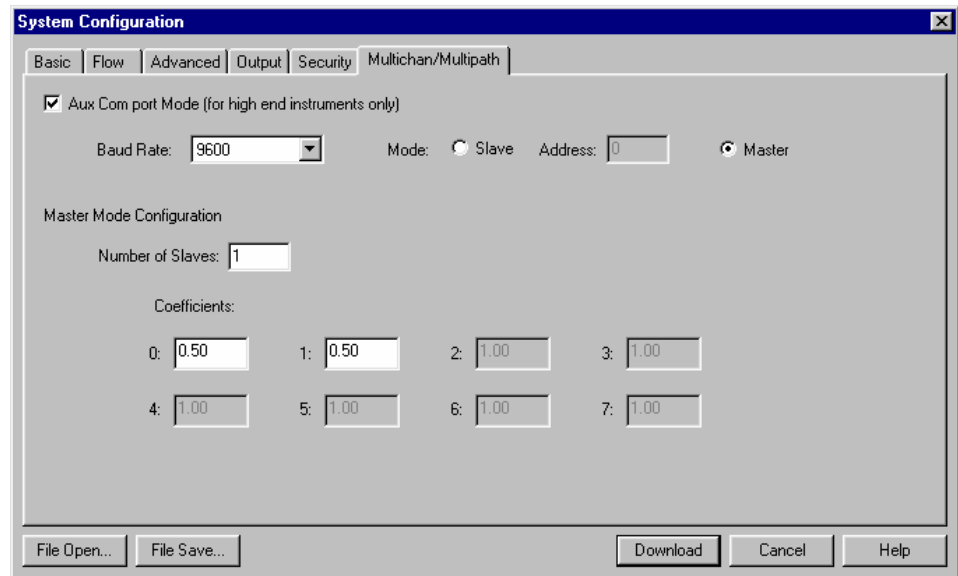 System Configuration
Basic Flow Advanced Output Security Multichan/Multipath
Aux Com port Mode (for high end instruments only)
Baud Rate: 9600 Mode: Slave Address: 0 Master
Master Mode Configuration
Number of Slaves: 1
Coefficients:
0: 0.50 1: 0.50 2: 1.00 3: 1.00
4: 1.00 5: 1.00 6: 1.00 7: 1.00
File Open... File Save... Download Cancel Help